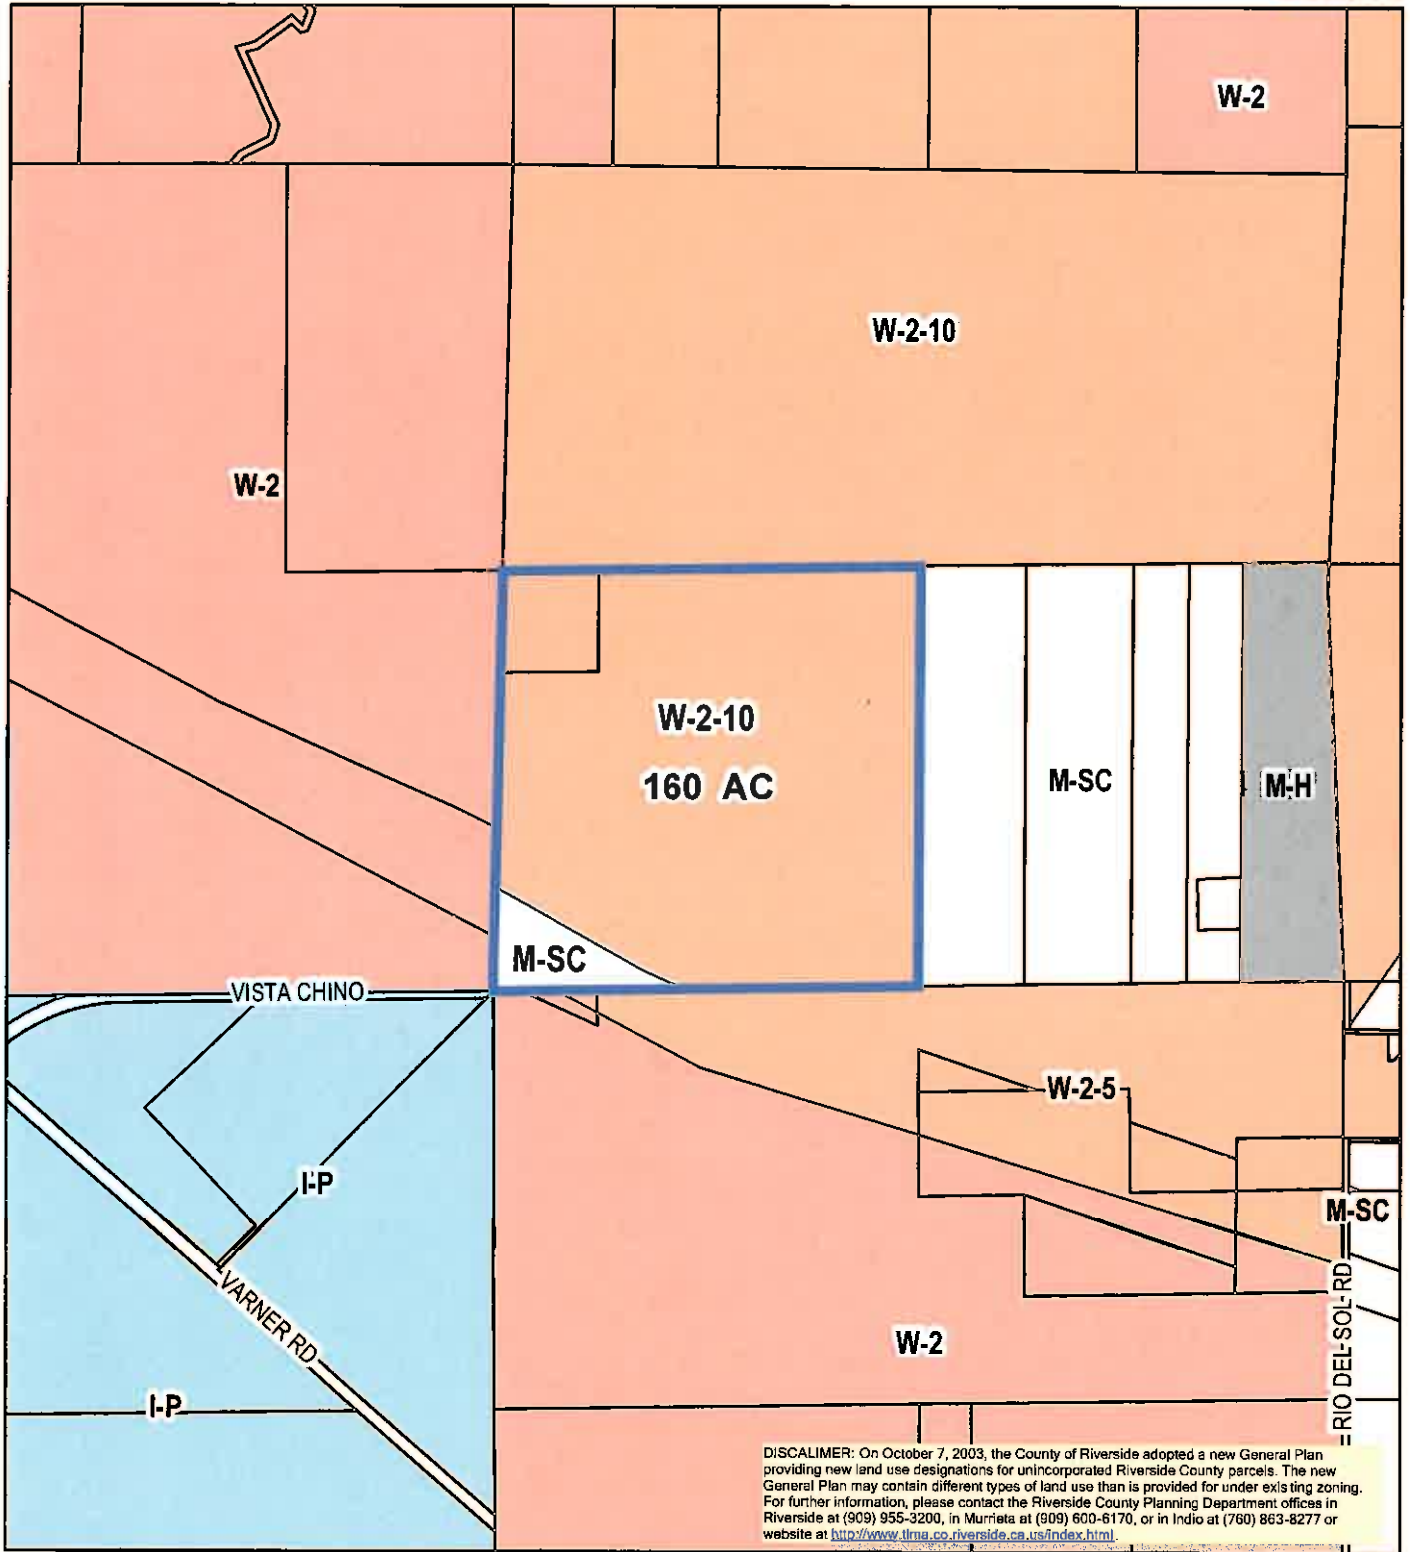 W-2
W-2-10
W-2
W-2-10
160 AC
M-SC
M-H
M-SC
VISTA CHINO
W-2-5
I-P
M-SC
VARNER RD
RIO DEL SOL RD
W-2
I-P
DISCALIMER: On October 7, 2003, the County of Riverside adopted a new General Plan
providing new land use designations for unincorporated Riverside County parcels. The new
General Plan may contain different types of land use than is provided for under existing zoning.
For further information, please contact the Riverside County Planning Department offices in
Riverside at (909) 955-3200, in Murrieta at (909) 600-6170, or in Indio at (760) 863-8277 or
website at http://www.tlma.co.riverside.ca.us/index.html.